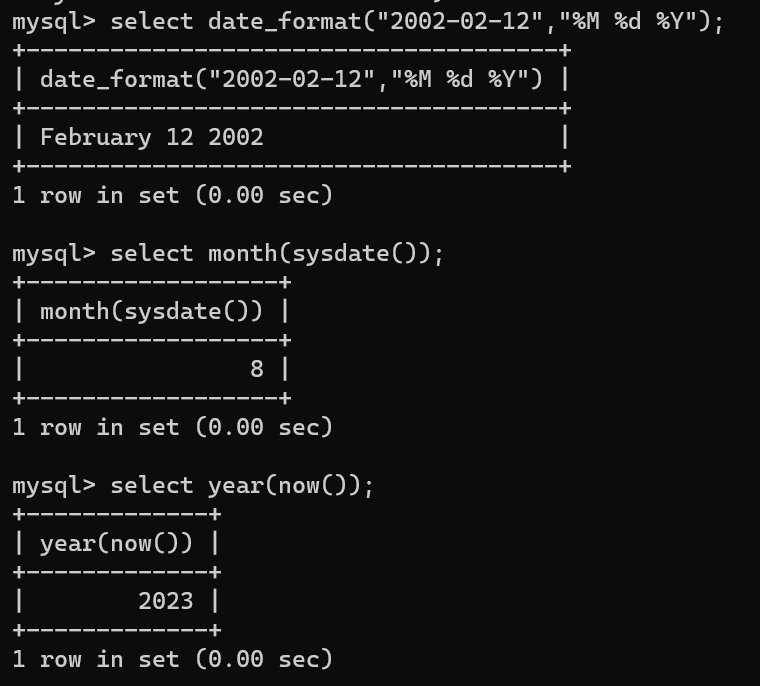 mysql> select date_format("2002-02-12","%M %d %Y");
+--------------------------------------+
| date_format("2002-02-12","%M %d %Y") |
+--------------------------------------+
| February 12 2002                     |
+--------------------------------------+
1 row in set (0.00 sec)

mysql> select month(sysdate());
+------------------+
| month(sysdate()) |
+------------------+
|                8 |
+------------------+
1 row in set (0.00 sec)

mysql> select year(now());
+-------------+
| year(now()) |
+-------------+
|        2023 |
+-------------+
1 row in set (0.00 sec)